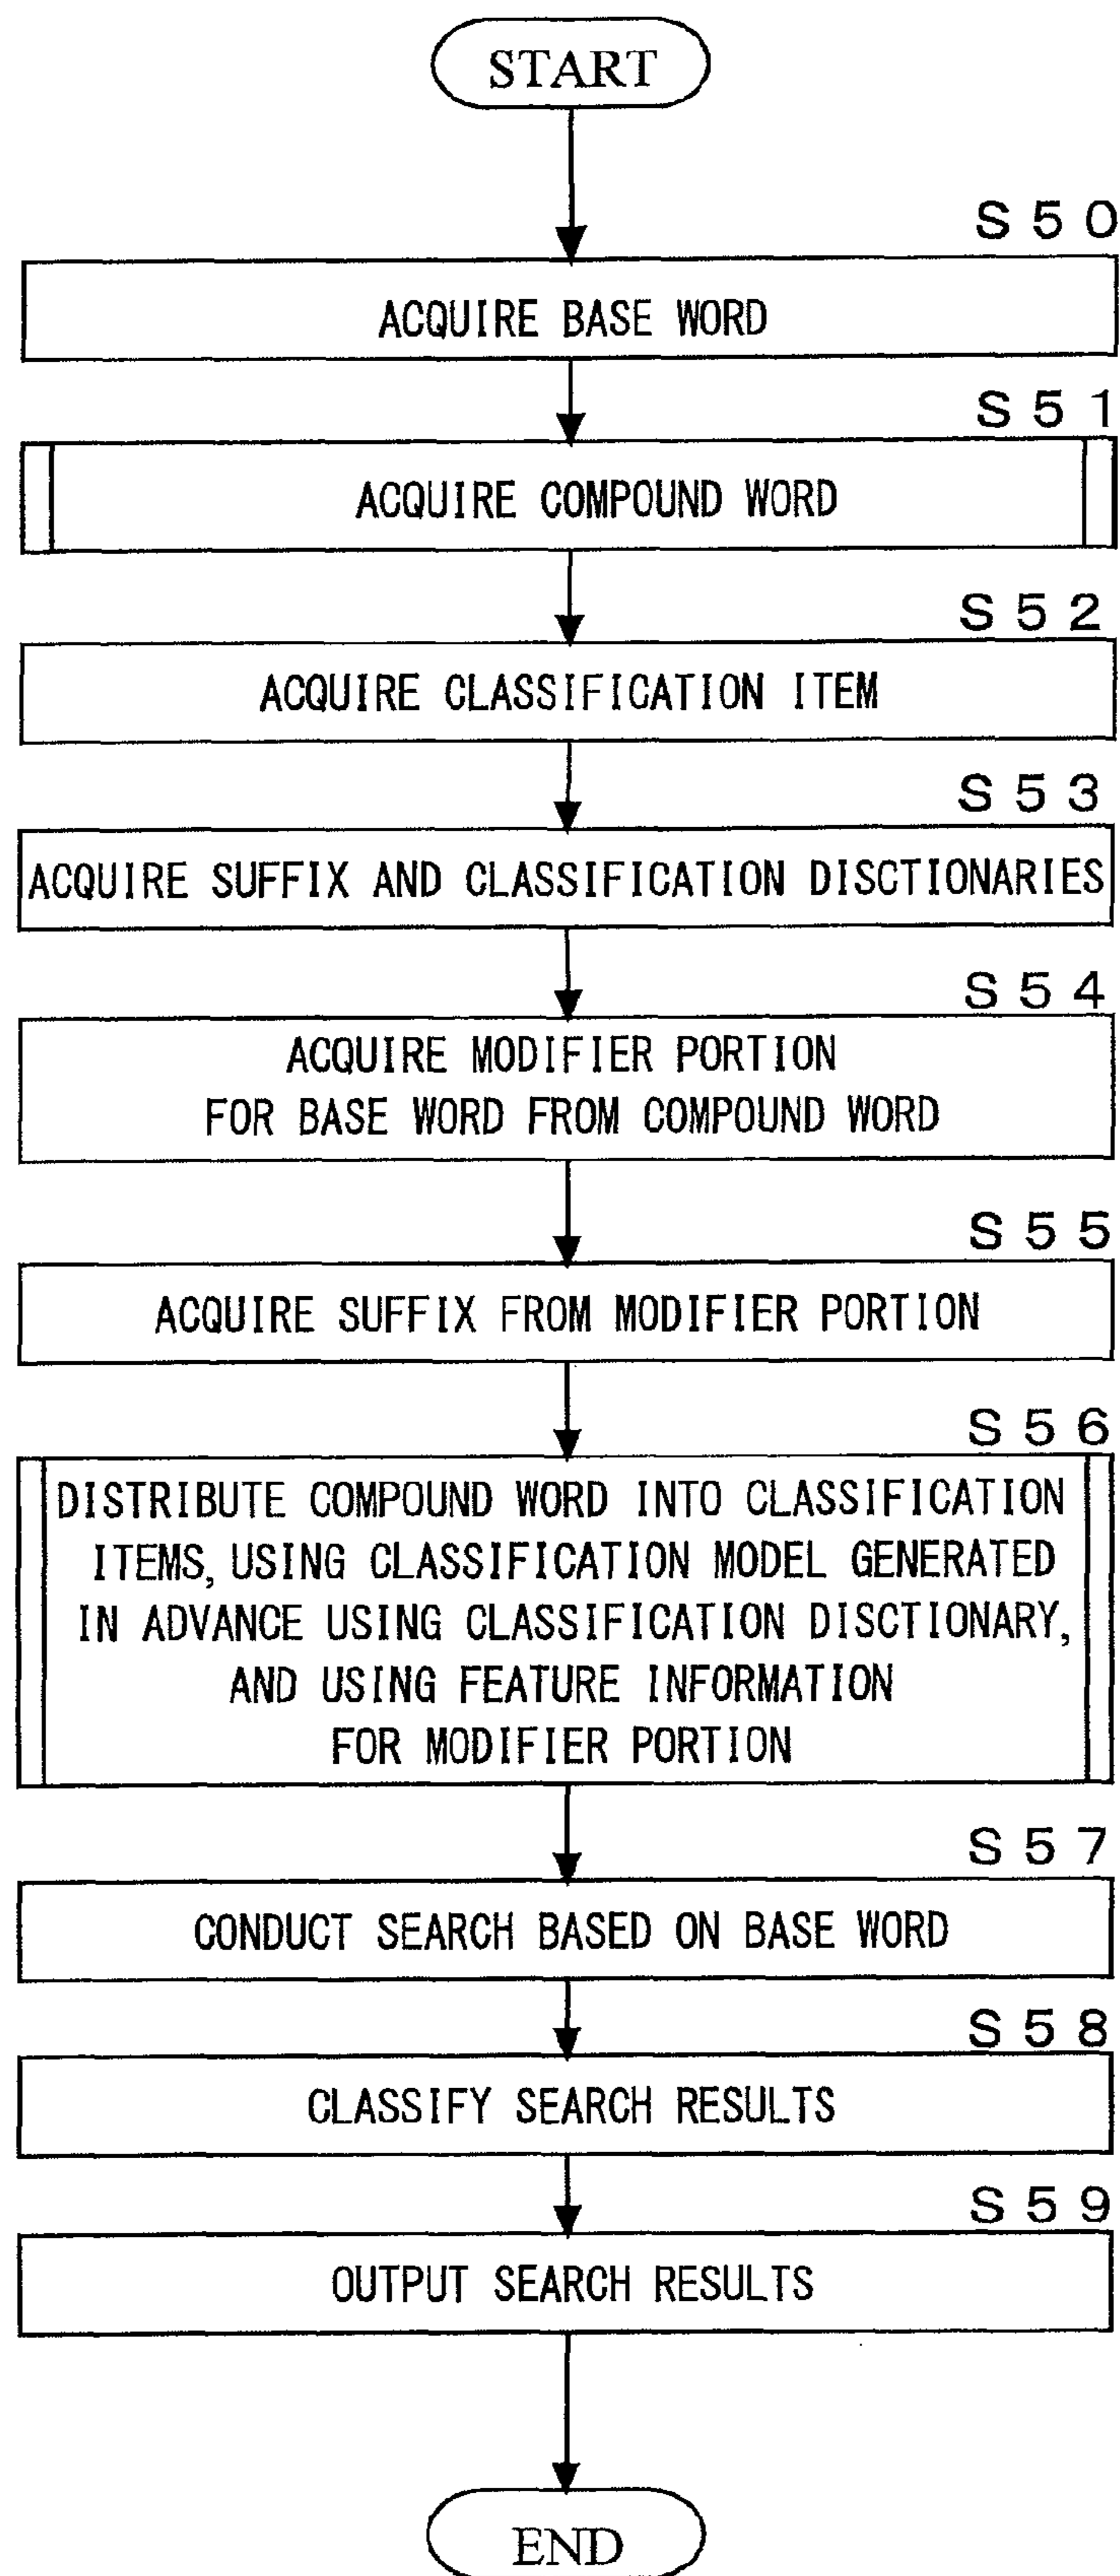 START
S50
ACQUIRE BASE WORD
S51
ACQUIRE COMPOUND WORD
S52
ACQUIRE CLASSIFICATION ITEM
S53
ACQUIRE SUFFIX AND CLASSIFICATION DISCTIONARIES
S54
ACQUIRE MODIFIER PORTION
FOR BASE WORD FROM COMPOUND WORD
S55
ACQUIRE SUFFIX FROM MODIFIER PORTION
S56
DISTRIBUTE COMPOUND WORD INTO CLASSIFICATION
ITEMS, USING CLASSIFICATION MODEL GENERATED
IN ADVANCE USING CLASSIFICATION DISCTIONARY,
AND USING FEATURE INFORMATION
FOR MODIFIER PORTION
S57
CONDUCT SEARCH BASED ON BASE WORD
S58
CLASSIFY SEARCH RESULTS
S59
OUTPUT SEARCH RESULTS
END